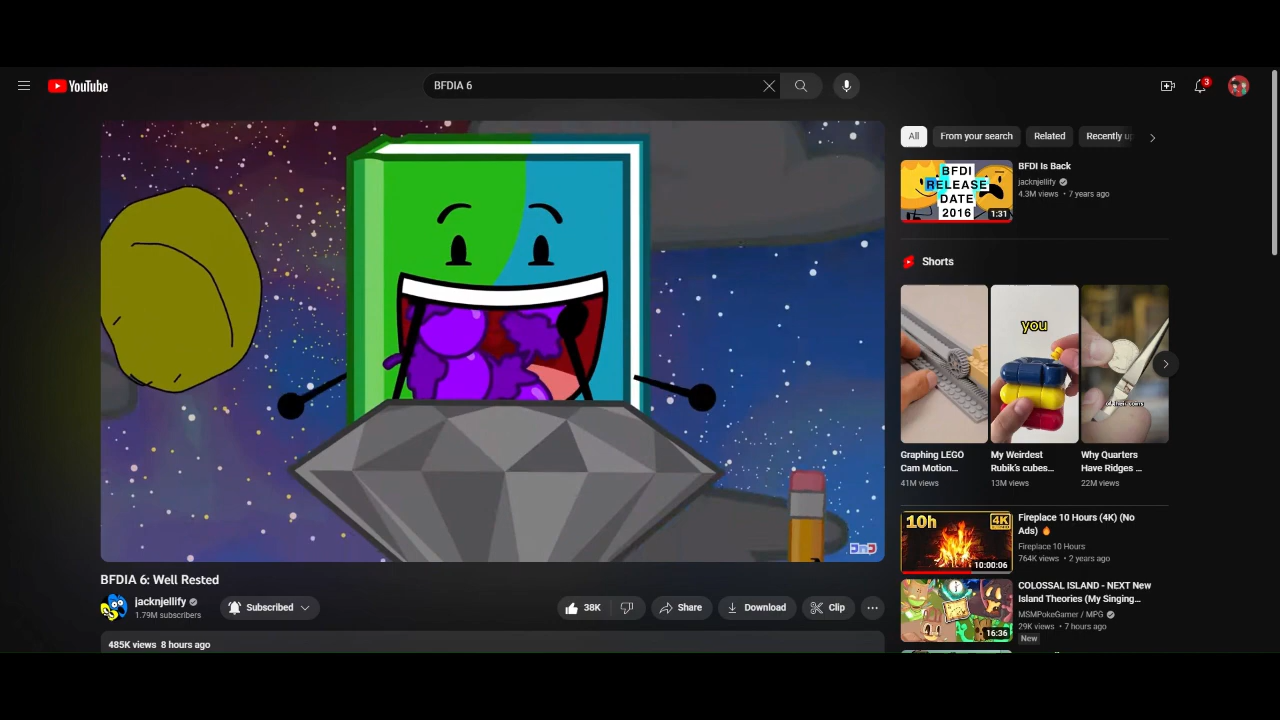 YouTube
BFDIA 6
3
All
From your search
Related
Recently
BFDI
RELEASE
DATE
2016
1:31
BFDI Is Back
jacknjellify
4.3M views • 7 years ago
Shorts
you
Graphing LEGO
Cam Motion...
41M views
My Weirdest
Rubik's cubes...
13M views
Why Quarters
Have Ridges ...
22M views
10h
4K
10:00:06
Fireplace 10 Hours (4K) (No
Ads) 🔥
Fireplace 10 Hours
764K views • 2 years ago
16:36
COLOSSAL ISLAND - NEXT New
Island Theories (My Singing...
MSMPokeGamer / MPG
29K views • 7 hours ago
New
BFDIA 6: Well Rested
jacknjellify
1.79M subscribers
Subscribed
38K
Share
Download
Clip
485K views 8 hours ago